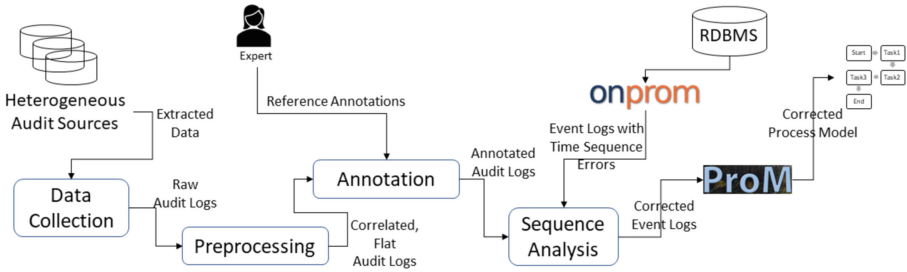 Heterogeneous
Audit Sources
Extracted
Data
Data
Collection
Raw
Audit Logs
Preprocessing
Correlated,
Flat
Audit Logs
Expert
Reference Annotations
Annotation
Annotated
Audit Logs
RDBMS
onprom
Event Logs with
Time Sequence
Errors
Sequence
Analysis
Corrected
Event Logs
ProM
Corrected
Process Model
Start
Task1
Task3
Task2
End